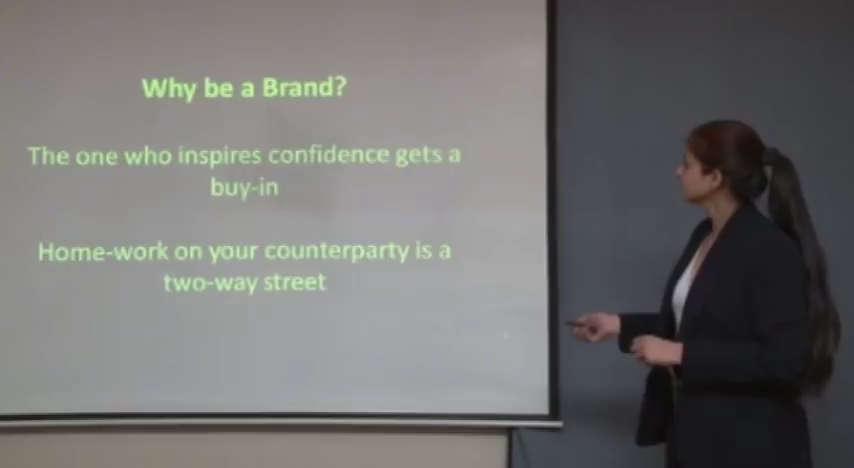 Why be a Brand?
The one who inspires confidence gets a
buy-in
Home-work on your counterparty is a
two-way street